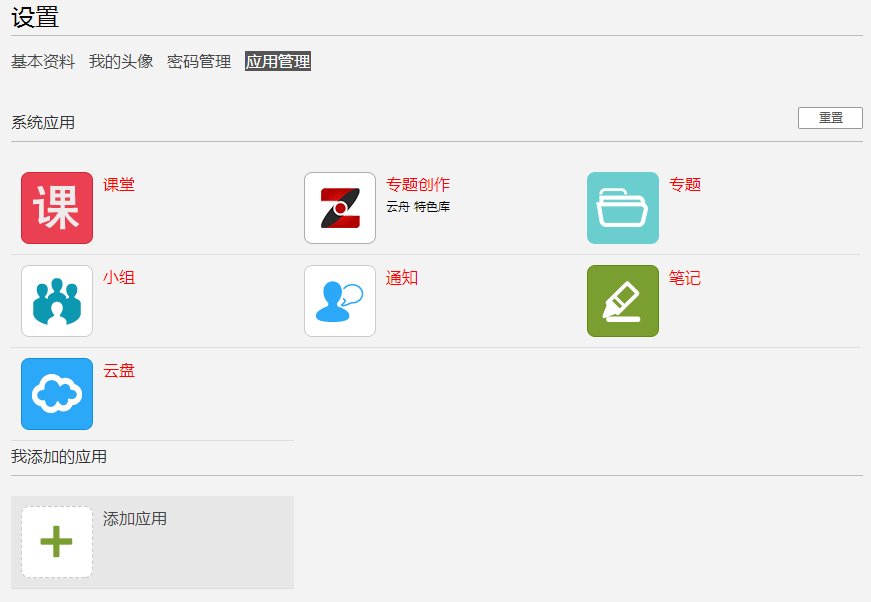 设置
基本资料 我的头像 密码管理 应用管理
系统应用 重置
课 课堂
专题创作
云舟 特色库
专题
小组
通知
笔记
云盘
我添加的应用
添加应用